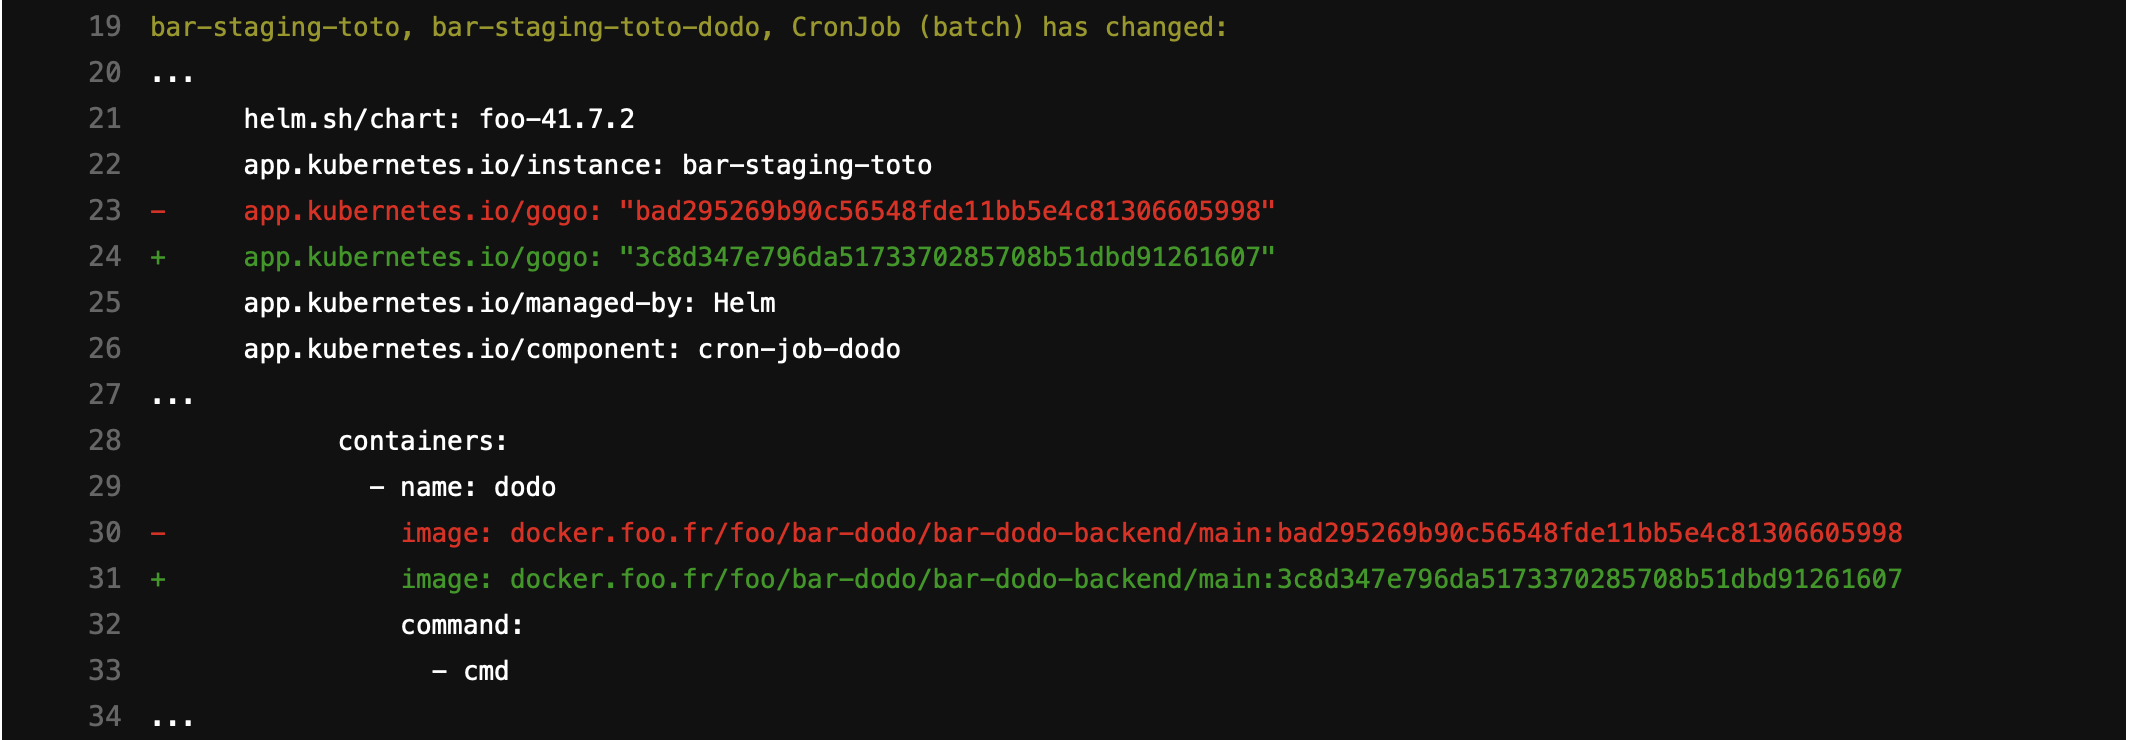 19 bar-staging-toto, bar-staging-toto-dodo, CronJob (batch) has changed:
20 ...
21       helm.sh/chart: foo-41.7.2
22       app.kubernetes.io/instance: bar-staging-toto
23 -     app.kubernetes.io/gogo: "bad295269b90c56548fde11bb5e4c81306605998"
24 +     app.kubernetes.io/gogo: "3c8d347e796da5173370285708b51dbd91261607"
25       app.kubernetes.io/managed-by: Helm
26       app.kubernetes.io/component: cron-job-dodo
27 ...
28             containers:
29               - name: dodo
30 -               image: docker.foo.fr/foo/bar-dodo/bar-dodo-backend/main:bad295269b90c56548fde11bb5e4c81306605998
31 +               image: docker.foo.fr/foo/bar-dodo/bar-dodo-backend/main:3c8d347e796da5173370285708b51dbd91261607
32                 command:
33                   - cmd
34 ...